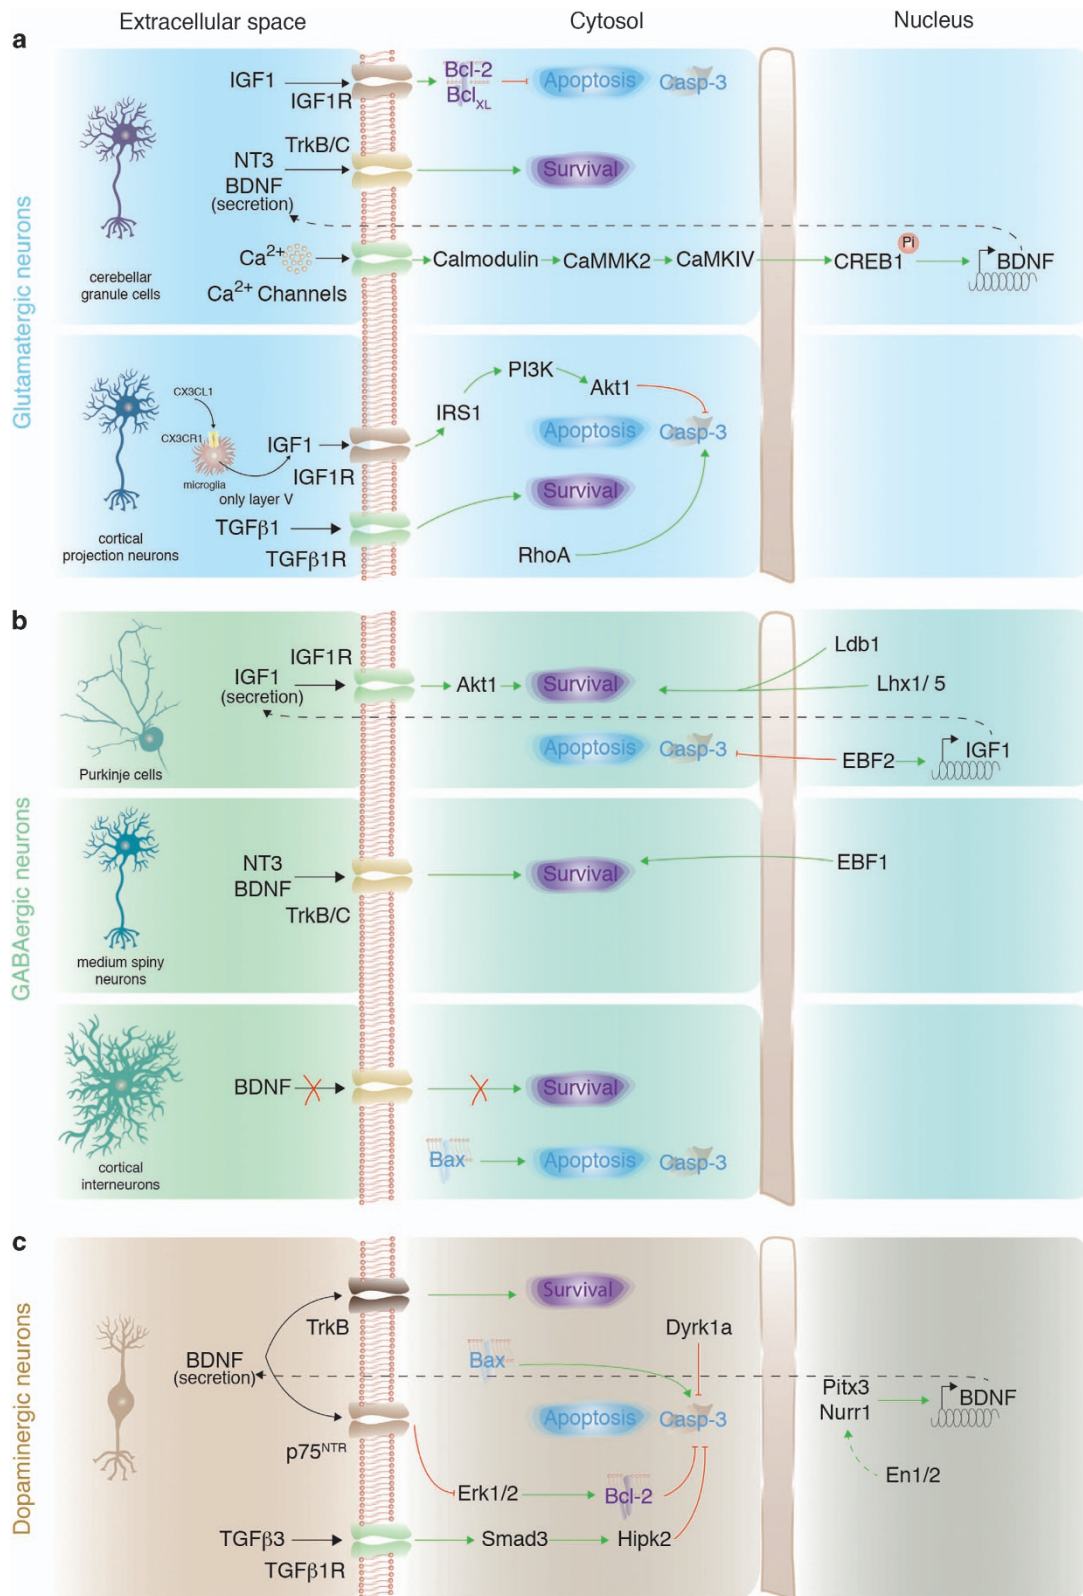 Extracellular space
Cytosol
Nucleus
a
Glutamatergic neurons
IGF1
IGF1R
Bcl-2
Bcl XL
Apoptosis
Casp-3
TrkB/C
NT3
BDNF
(secretion)
Survival
Ca2+
Ca2+ Channels
Calmodulin
CaMMK2
CaMKIV
CREB1
Pi
BDNF
cerebellar
granule cells
CX3CL1
CX3CR1
microglia
only layer V
IGF1
IGF1R
IRS1
PI3K
Akt1
Apoptosis
Casp-3
Survival
TGFβ1
TGFβ1R
RhoA
cortical
projection neurons
b
GABAergic neurons
IGF1R
IGF1
(secretion)
Akt1
Survival
Ldb1
Lhx1/ 5
Apoptosis
Casp-3
EBF2
IGF1
Purkinje cells
NT3
BDNF
TrkB/C
Survival
EBF1
medium spiny
neurons
BDNF
Survival
Bax
Apoptosis
Casp-3
cortical
interneurons
c
Dopaminergic neurons
TrkB
Survival
BDNF
(secretion)
Bax
Dyrk1a
Apoptosis
Casp-3
Pitx3
Nurr1
BDNF
En1/2
p75NTR
Erk1/2
Bcl-2
TGFβ3
TGFβ1R
Smad3
Hipk2